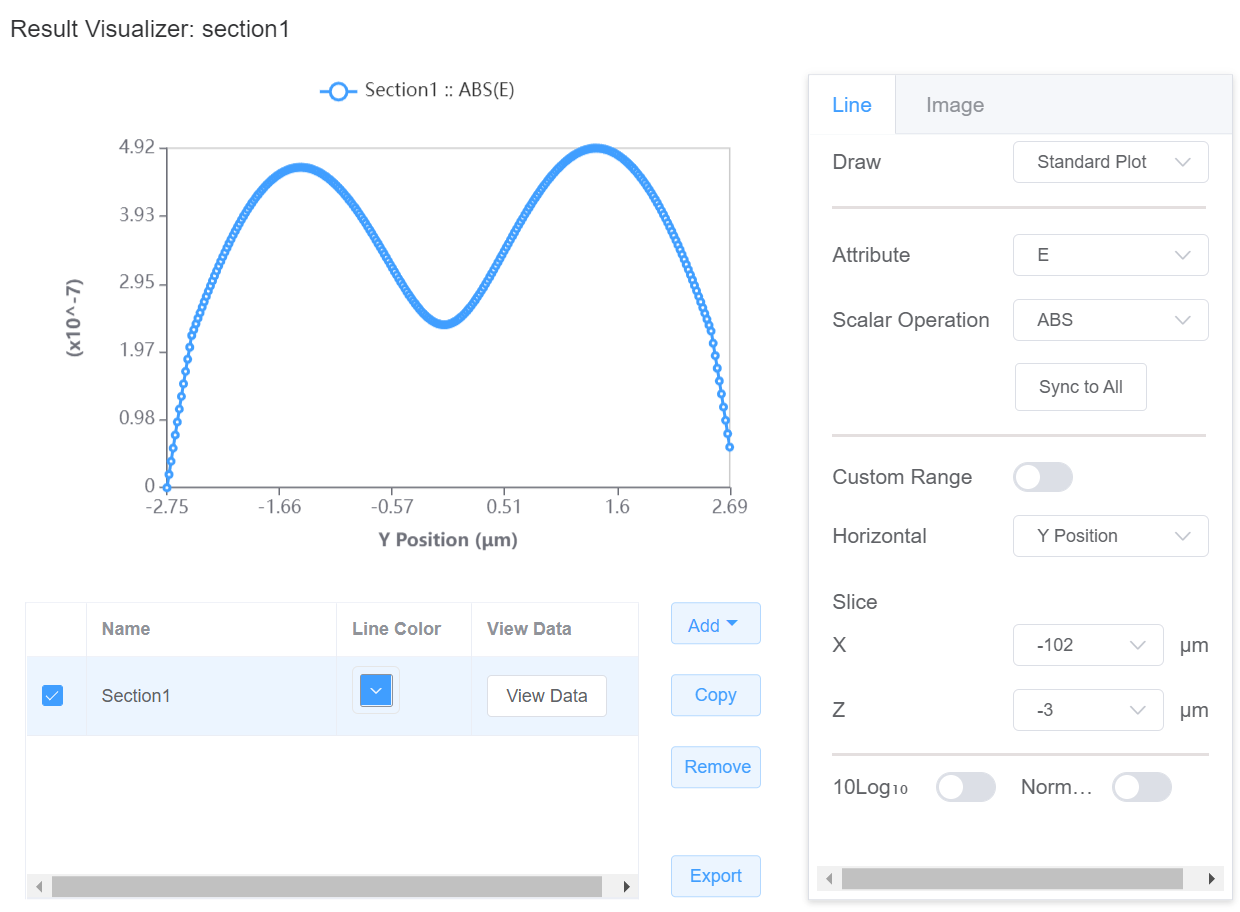 Result Visualizer: section1
Section1 :: ABS(E)
4.92
3.93
2.95
1.97
0.98
0
(x10^-7)
-2.75 -1.66 -0.57 0.51 1.6 2.69
Y Position (μm)
Name Line Color View Data
Section1 View Data
Add
Copy
Remove
Export
Line Image
Draw Standard Plot
Attribute E
Scalar Operation ABS
Sync to All
Custom Range
Horizontal Y Position
Slice
X -102 μm
Z -3 μm
10Log₁₀ Norm…